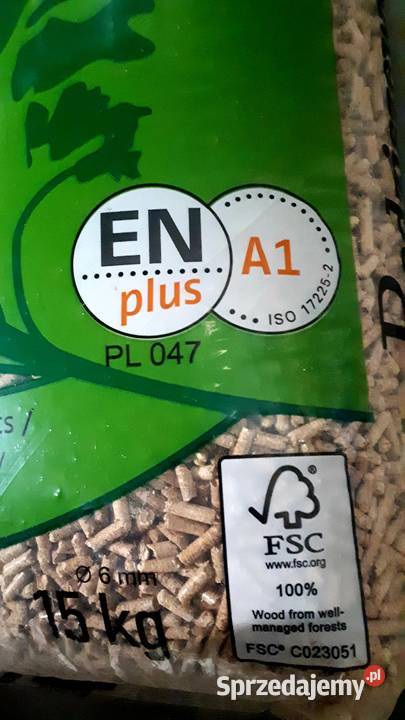 EN
plus
A1
ISO 17225-2
PL 047
FSC
www.fsc.org
100%
Wood from well-
managed forests
FSC® C023051
Ø 6 mm
15 kg
Sprzedajemy.pl